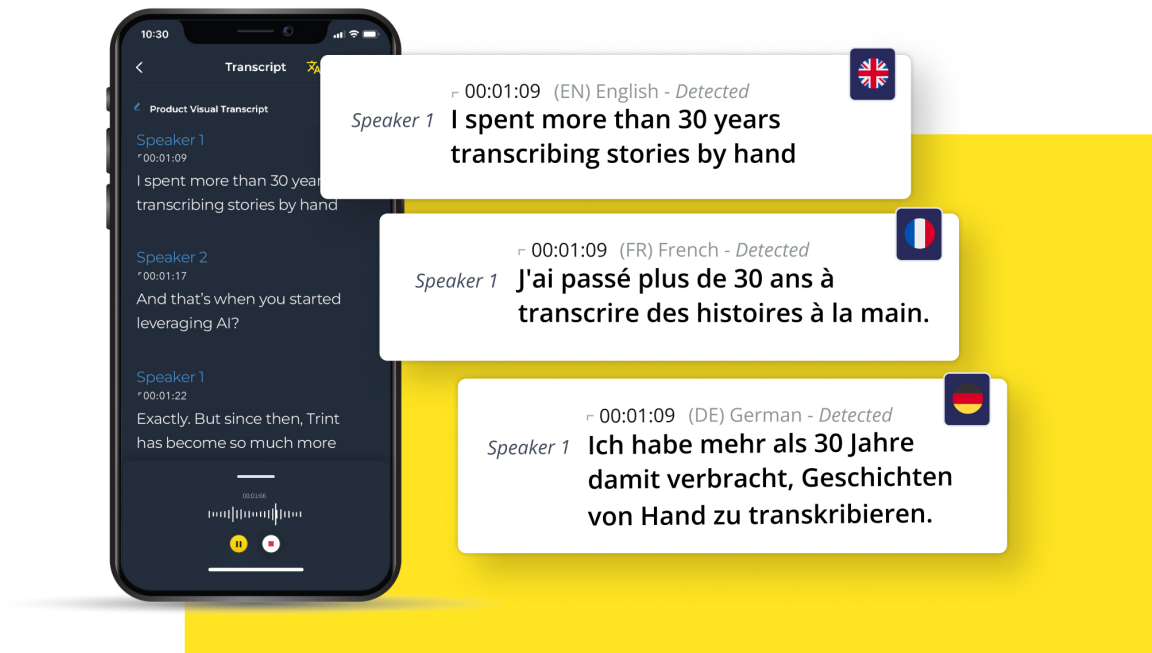 10:30
Transcript
Product Visual Transcript
Speaker 1
00:01:09
I spent more than 30 year
transcribing stories by hand
Speaker 2
00:01:17
And that's when you started
leveraging AI?
Speaker 1
00:01:22
Exactly. But since then, Trint
has become so much more
00:01:66
00:01:09 (EN) English - Detected
Speaker 1 I spent more than 30 years
transcribing stories by hand
00:01:09 (FR) French - Detected
Speaker 1 J'ai passé plus de 30 ans à
transcrire des histoires à la main.
00:01:09 (DE) German - Detected
Speaker 1 Ich habe mehr als 30 Jahre
damit verbracht, Geschichten
von Hand zu transkribieren.